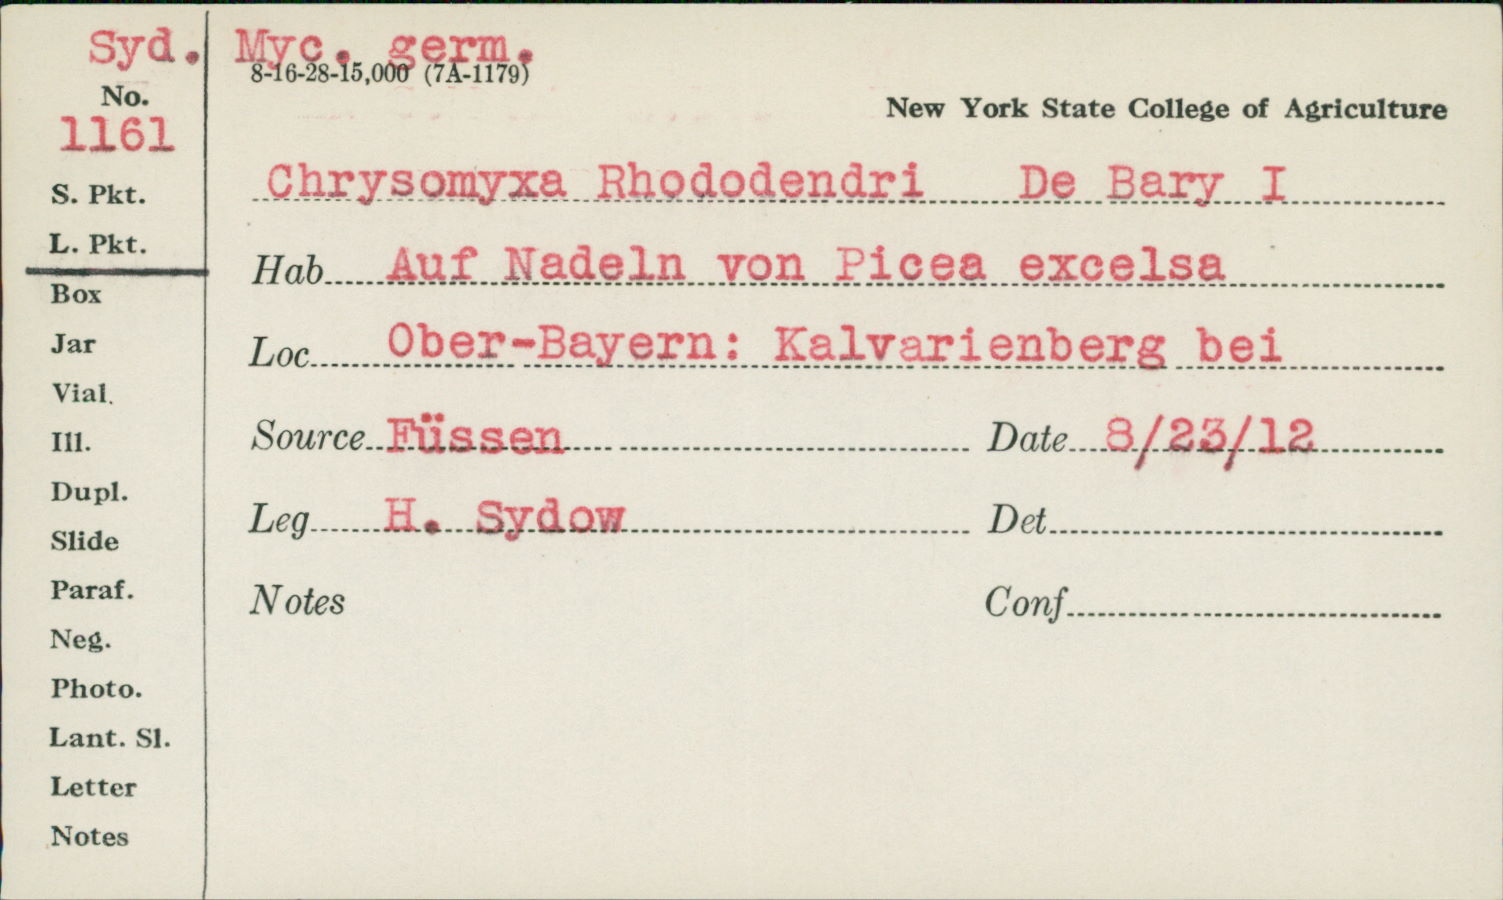 Syd. Myc. germ.
8-16-28-15,000 (7A-1179)
No.
1161
New York State College of Agriculture
S. Pkt.
L. Pkt.
Box
Jar
Vial.
Ill.
Dupl.
Slide
Paraf.
Neg.
Photo.
Lant. Sl.
Letter
Notes
Chrysomyxa Rhododendri De Bary I
Hab Auf Nadeln von Picea excelsa
Loc Ober-Bayern: Kalvarienberg bei
Source Füssen Date 8/23/12
Leg H. Sydow Det
Notes Conf